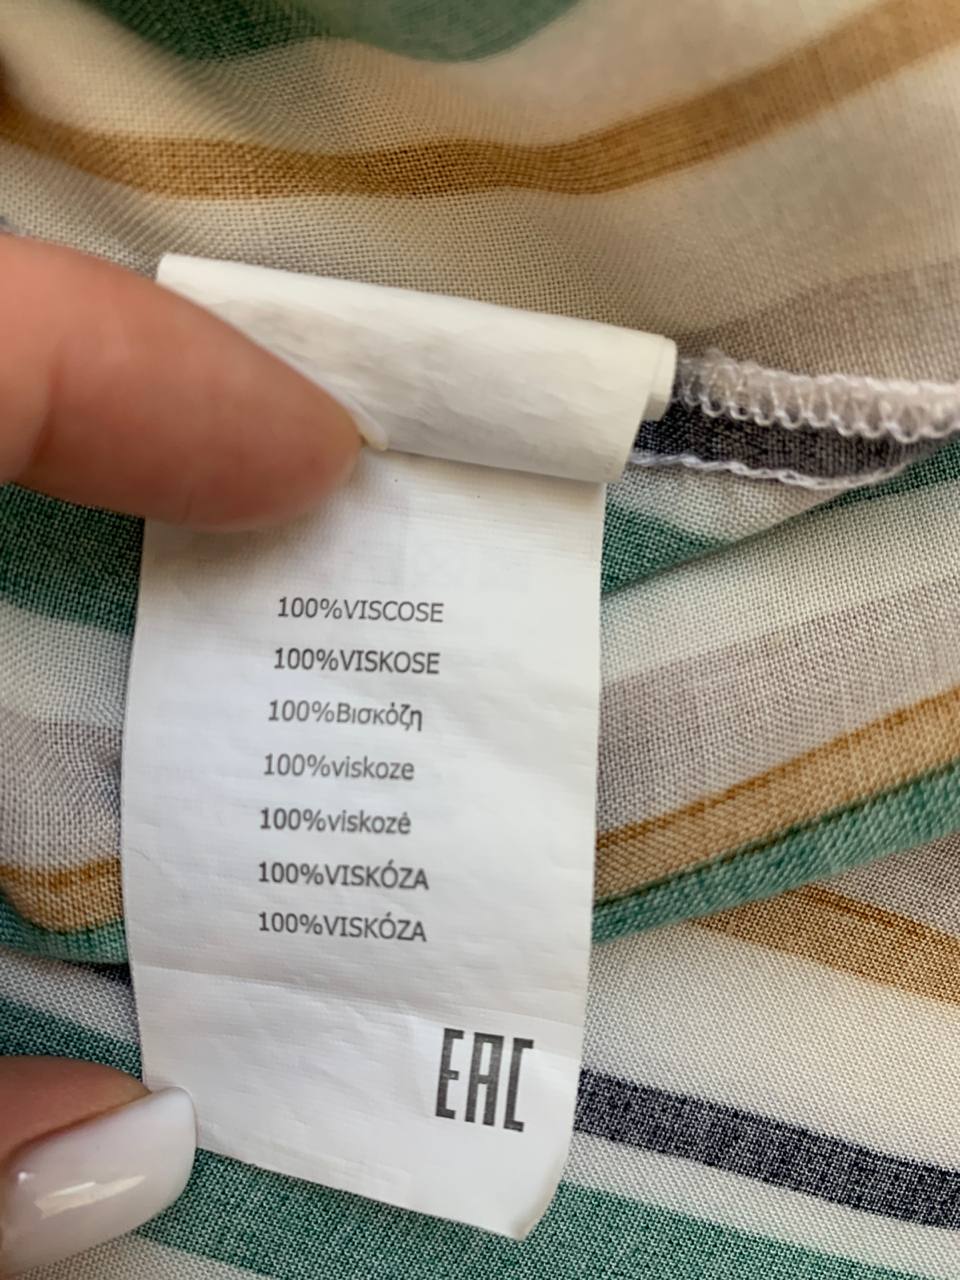 100%VISCOSE
100%VISKOSE
100%Βισκόζη
100%viskoze
100%viskozė
100%VISKÓZA
100%VISKÓZA
EAC